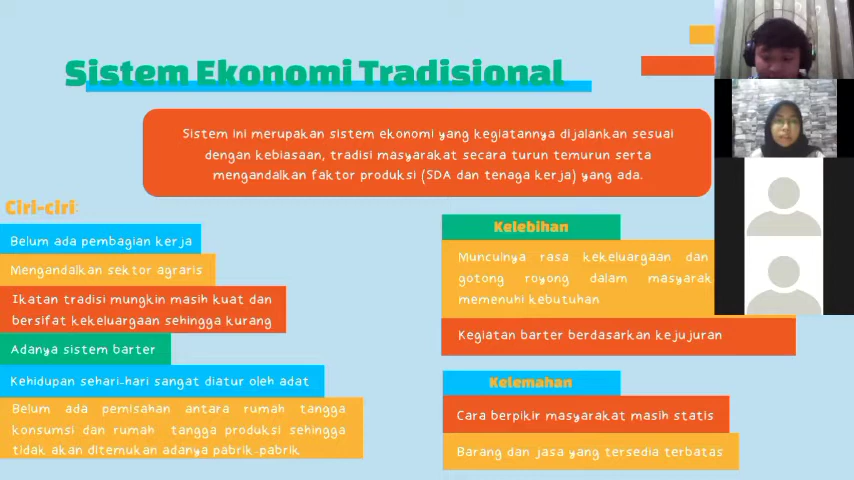 Sistem Ekonomi Tradisional
Sistem ini merupakan sistem ekonomi yang kegiatannya dijalankan sesuai
dengan kebiasaan, tradisi masyarakat secara turun temurun serta
mengandalkan faktor produksi (SDA dan tenaga kerja) yang ada.
Ciri-ciri:
Belum ada pembagian kerja
Mengandalkan sektor agraris
Ikatan tradisi mungkin masih kuat dan
bersifat kekeluargaan sehingga kurang
Adanya sistem barter
Kehidupan sehari-hari sangat diatur oleh adat
Belum ada pemisahan antara rumah tangga
konsumsi dan rumah tangga produksi sehingga
tidak akan ditemukan adanya pabrik-pabrik
Kelebihan
Munculnya rasa kekeluargaan dan
gotong royong dalam masyarak
memenuhi kebutuhan
Kegiatan barter berdasarkan kejujuran
Kelemahan
Cara berpikir masyarakat masih statis
Barang dan jasa yang tersedia terbatas